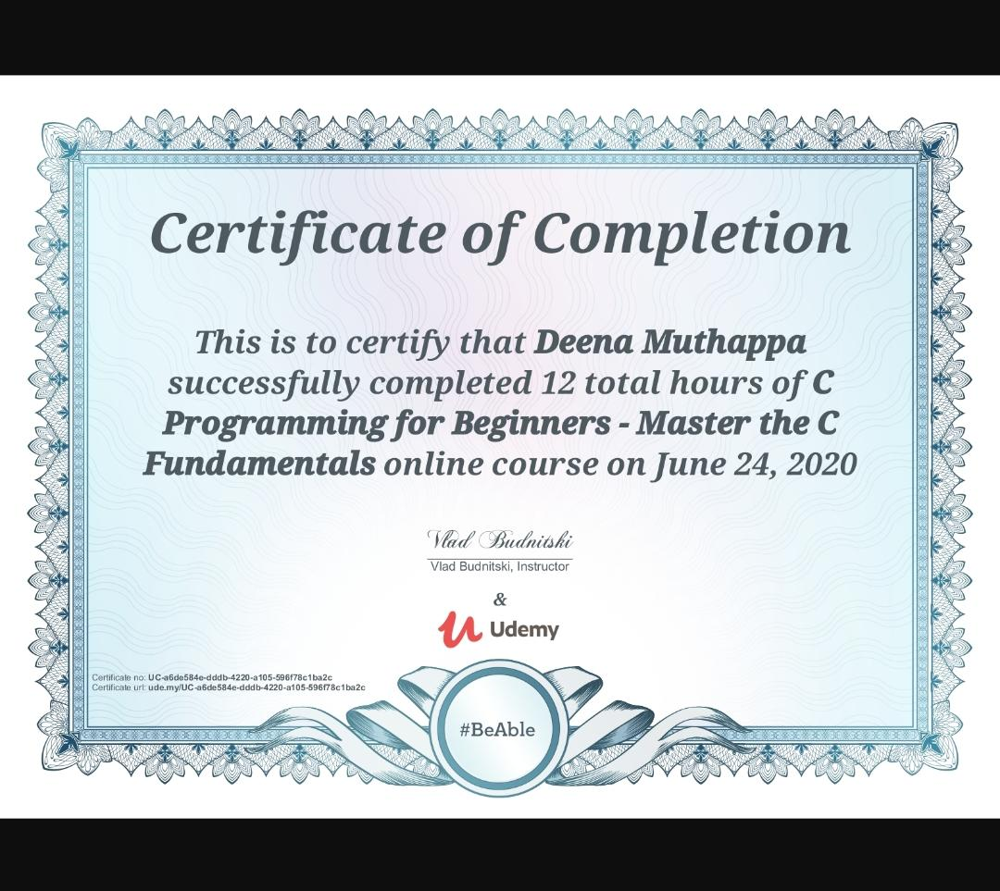 Certificate of Completion
This is to certify that Deena Muthappa
successfully completed 12 total hours of C
Programming for Beginners - Master the C
Fundamentals online course on June 24, 2020
Vlad Budnitski
Vlad Budnitski, Instructor
&
Udemy
Certificate no: UC-a6de584e-dddb-4220-a105-596f78c1ba2c
Certificate url: ude.my/UC-a6de584e-dddb-4220-a105-596f78c1ba2c
#BeAble